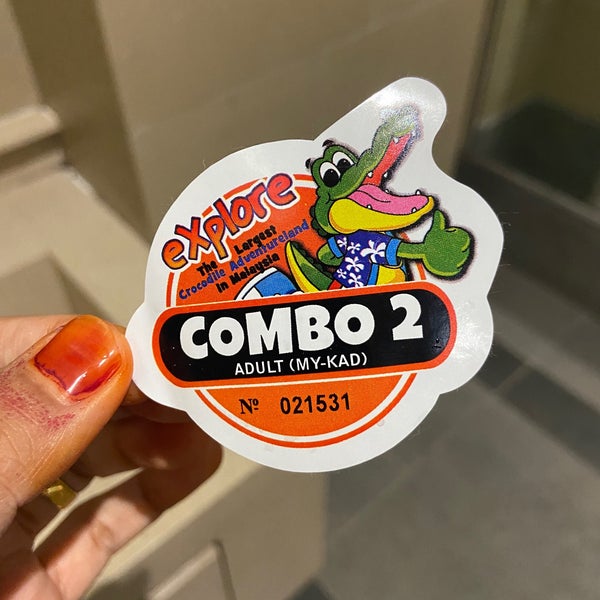 eXplore
The Largest
Crocodile Adventureland
in Malaysia
COMBO 2
ADULT (MY-KAD)
Nº 021531